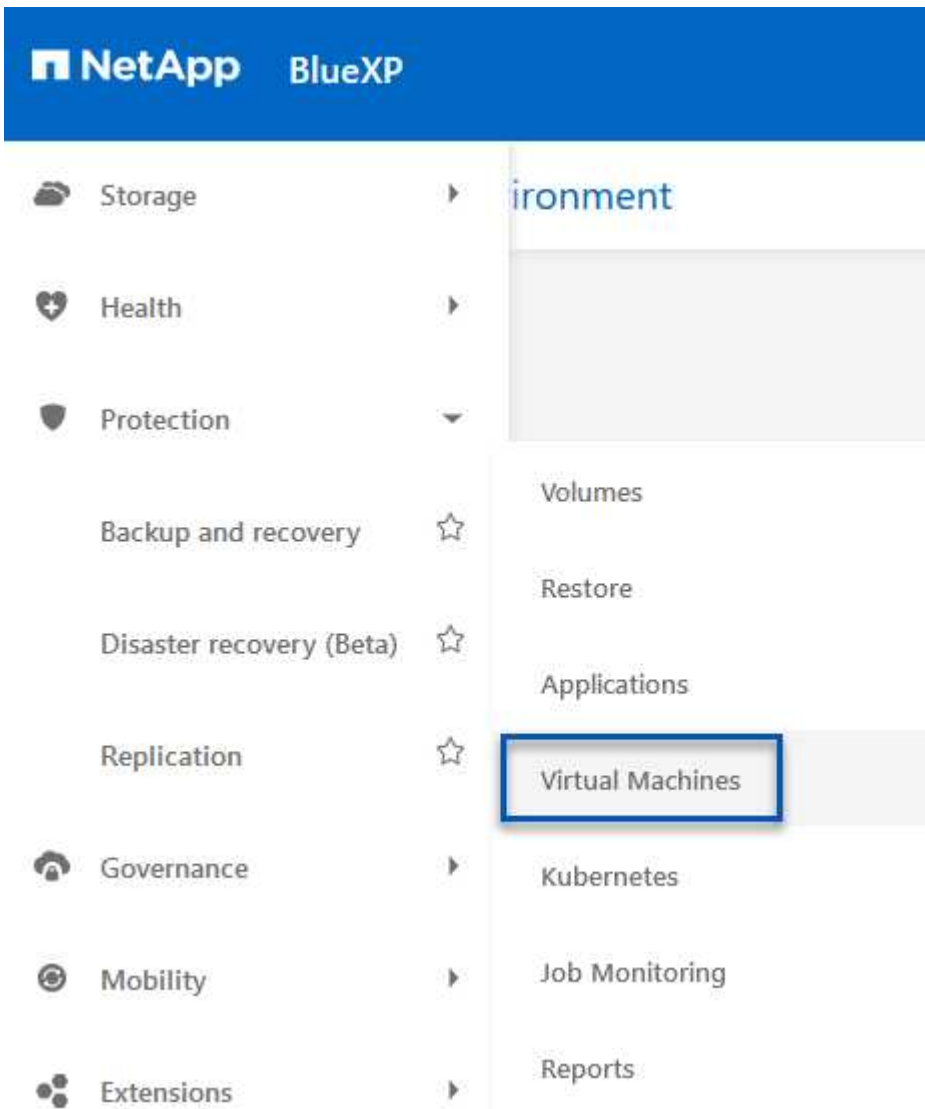 NetApp BlueXP
ironment
Storage
Health
Protection
Backup and recovery
Disaster recovery (Beta)
Replication
Governance
Mobility
Extensions
Volumes
Restore
Applications
Virtual Machines
Kubernetes
Job Monitoring
Reports